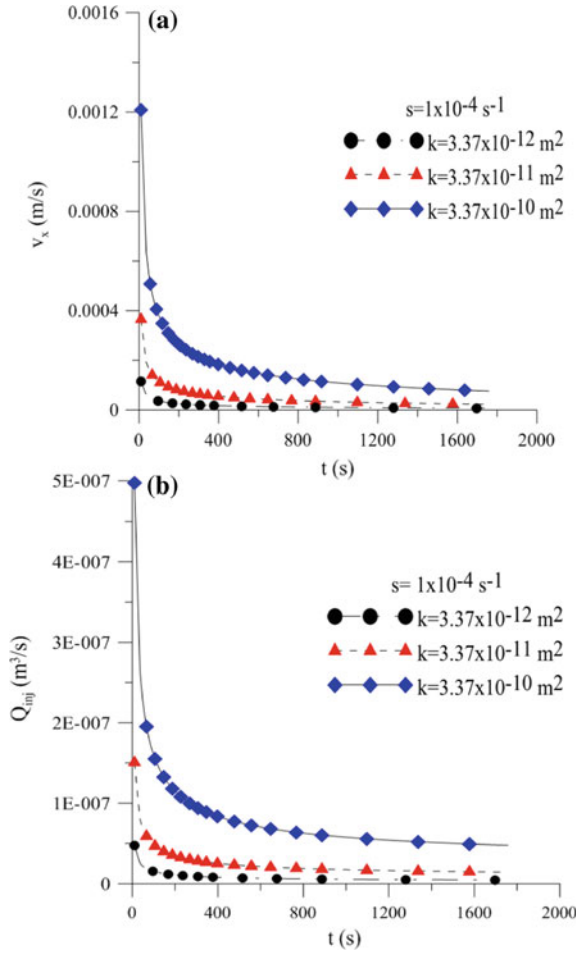 (a)
0.0016
0.0012
0.0008
0.0004
0
v_x (m/s)
s=1x10⁻⁴ s⁻¹
k=3.37x10⁻¹² m²
k=3.37x10⁻¹¹ m²
k=3.37x10⁻¹⁰ m²
0 400 800 1200 1600 2000
t (s)
(b)
5E-007
4E-007
3E-007
2E-007
1E-007
0
Q_inj (m³/s)
s= 1x10⁻⁴ s⁻¹
k=3.37x10⁻¹² m²
k=3.37x10⁻¹¹ m²
k=3.37x10⁻¹⁰ m²
0 400 800 1200 1600 2000
t (s)